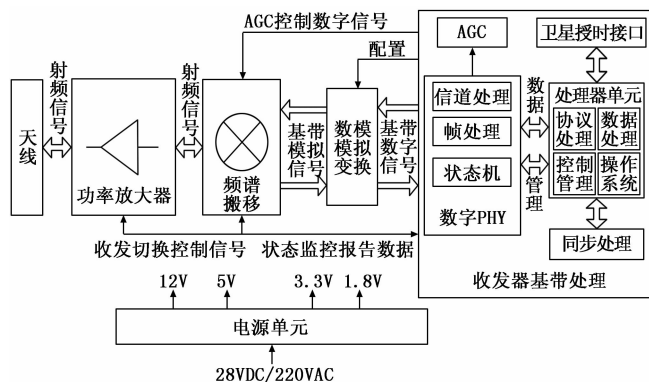 AGC控制数字信号
配置
AGC
卫星授时接口
天线
射频信号
功率放大器
射频信号
频谱
搬移
基带
模拟
信号
数模
模拟
变换
基带
数字
信号
信道处理
帧处理
状态机
数字PHY
数据
管理
处理器单元
协议
处理
数据
处理
控制
管理
操作
系统
同步处理
收发器基带处理
收发切换控制信号
状态监控报告数据
12V
5V
3.3V
1.8V
电源单元
28VDC/220VAC